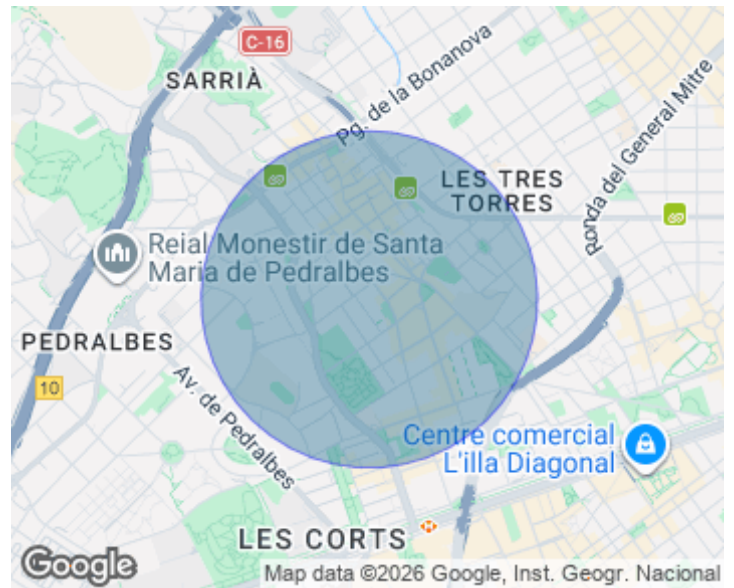 C-16
SARRIÀ
Pg. de la Bonanova
Ronda del General Mitre
LES TRES
TORRES
Reial Monestir de Santa
Maria de Pedralbes
PEDRALBES
10
Av. de Pedralbes
Centre comercial
L'illa Diagonal
LES CORTS
Google
Map data ©2026 Google, Inst. Geogr. Nacional